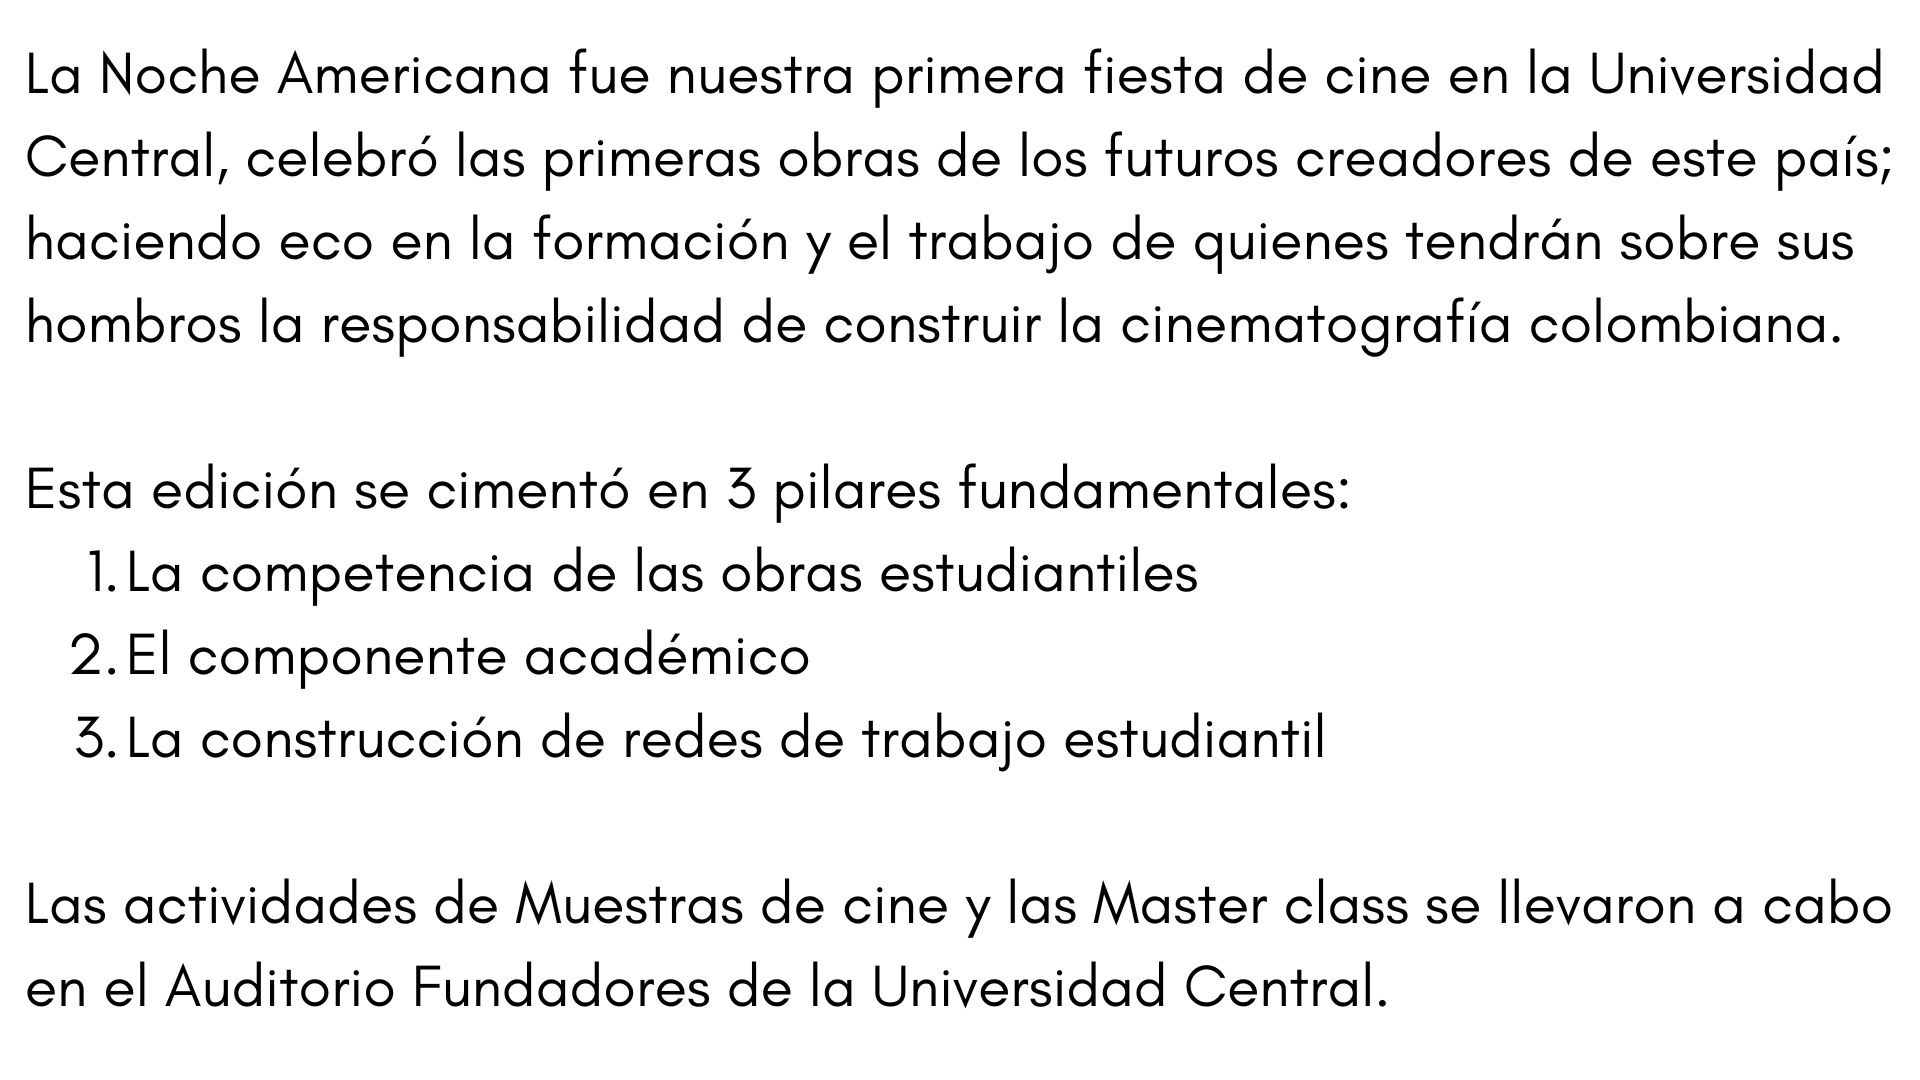 La Noche Americana fue nuestra primera fiesta de cine en la Universidad
Central, celebró las primeras obras de los futuros creadores de este país;
haciendo eco en la formación y el trabajo de quienes tendrán sobre sus
hombros la responsabilidad de construir la cinematografía colombiana.
Esta edición se cimentó en 3 pilares fundamentales:
1. La competencia de las obras estudiantiles
2. El componente académico
3. La construcción de redes de trabajo estudiantil
Las actividades de Muestras de cine y las Master class se llevaron a cabo
en el Auditorio Fundadores de la Universidad Central.